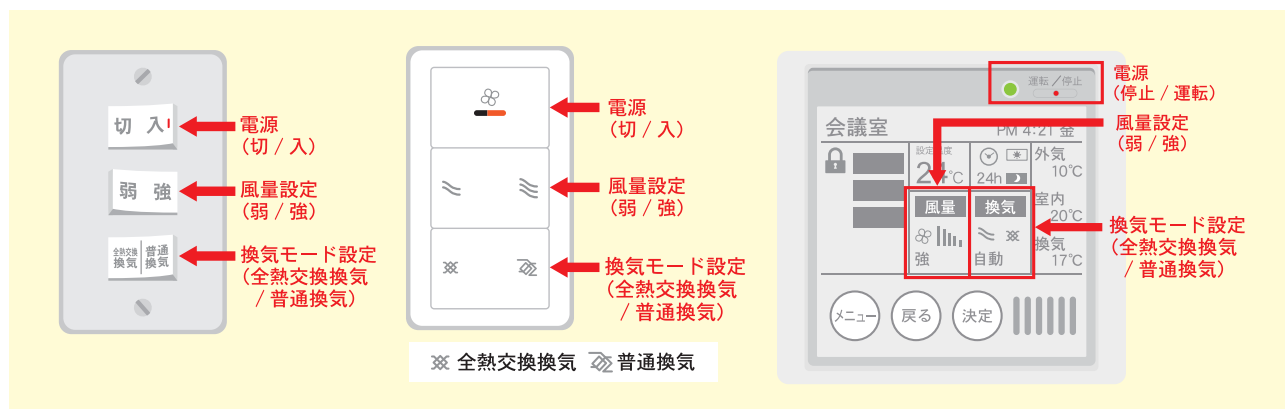 切 入
弱 強
全熱交換
換気
普通
換気
電源
(切 / 入)
風量設定
(弱 / 強)
換気モード設定
(全熱交換換気
/ 普通換気)
電源
(切 / 入)
風量設定
(弱 / 強)
換気モード設定
(全熱交換換気
/ 普通換気)
全熱交換換気 普通換気
運転 ／停止
会議室
PM 4:21 金
設定温度
24℃
24h
外気
10℃
室内
20℃
換気
17℃
風量
強
換気
自動
メニュー
戻る
決定
電源
(停止 / 運転)
風量設定
(弱 / 強)
換気モード設定
(全熱交換換気
/ 普通換気)